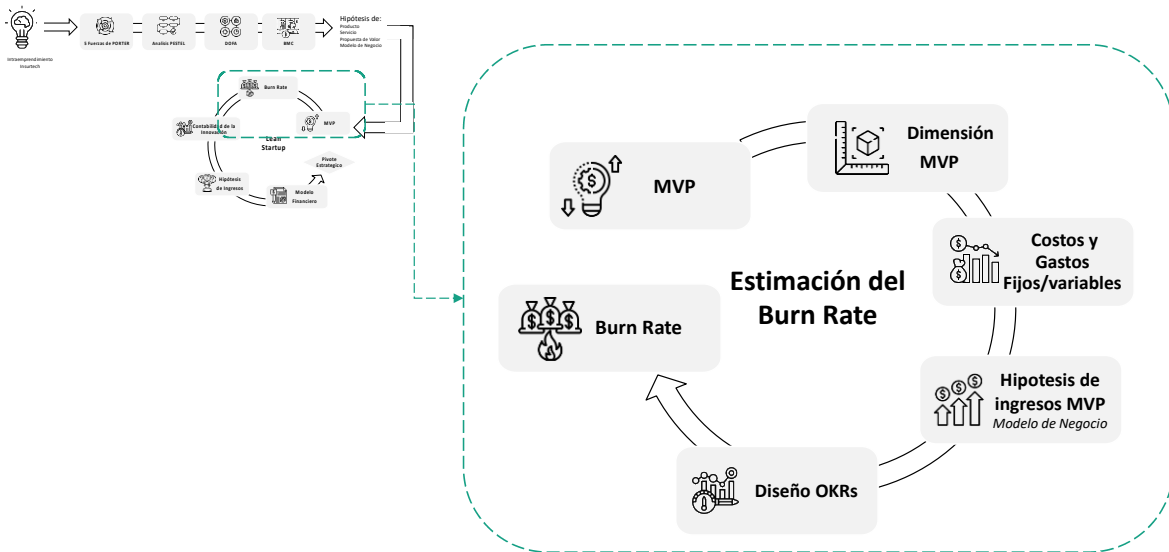 Intraemprendimiento
Insurtech
5 Fuerzas de PORTER
Analisis PESTEL
DOFA
BMC
Hipótesis de:
Producto
Servicio
Propuesta de Valor
Modelo de Negocio
Burn Rate
MVP
Contabilidad de la
Innovación
Lean
Startup
Pivote
Estrategico
Hipótesis
de Ingresos
Modelo
Financiero
MVP
Dimensión
MVP
Costos y
Gastos
Fijos/variables
Estimación del
Burn Rate
Burn Rate
Hipotesis de
ingresos MVP
Modelo de Negocio
Diseño OKRs